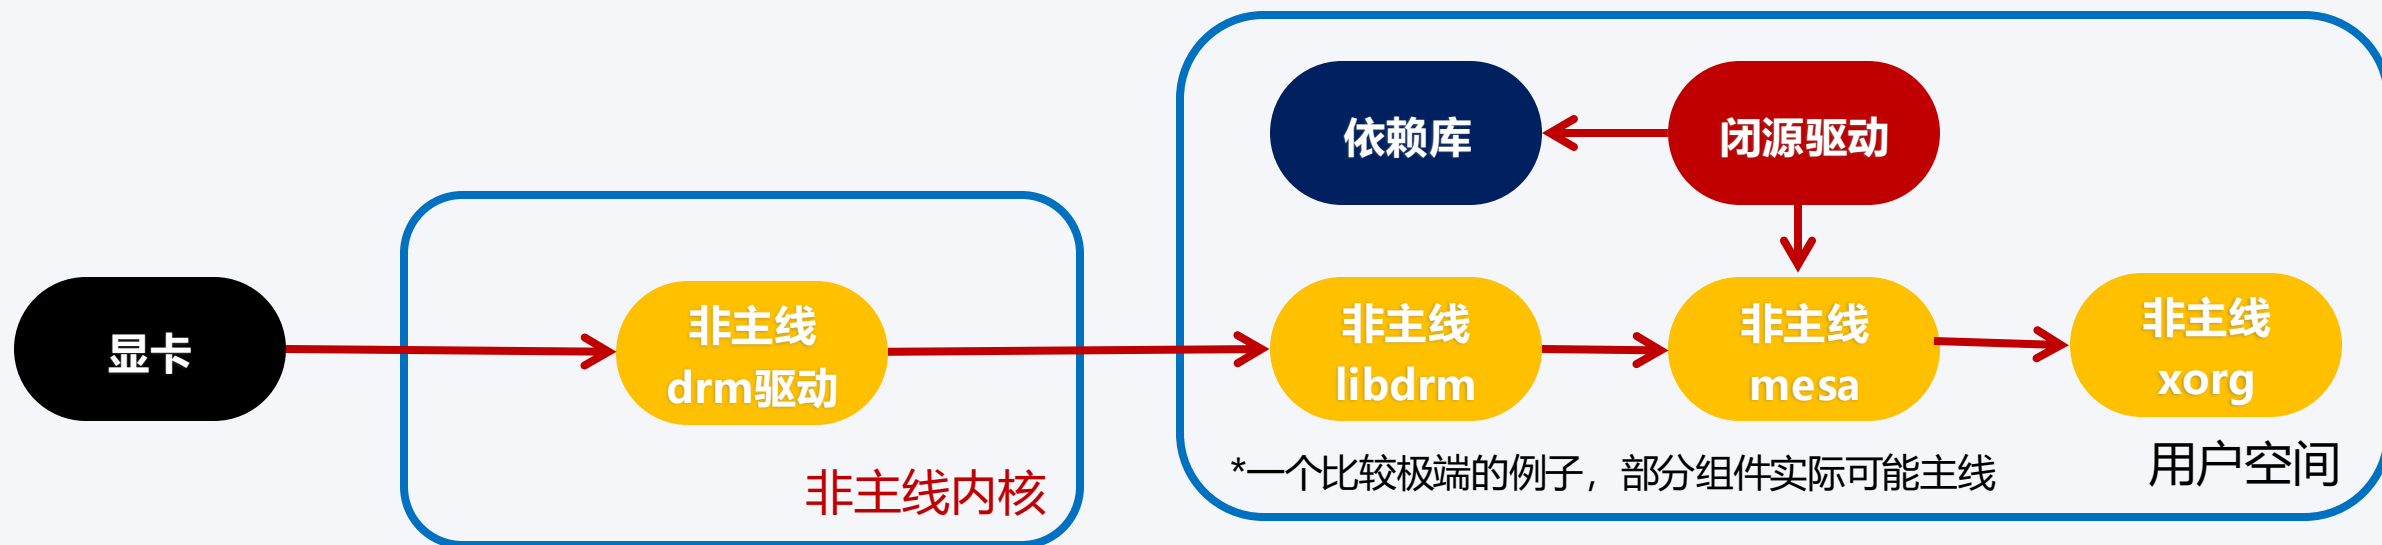 依赖库
闭源驱动
显卡
非主线
drm驱动
非主线
libdrm
非主线
mesa
非主线
xorg
非主线内核
*一个比较极端的例子，部分组件实际可能主线
用户空间